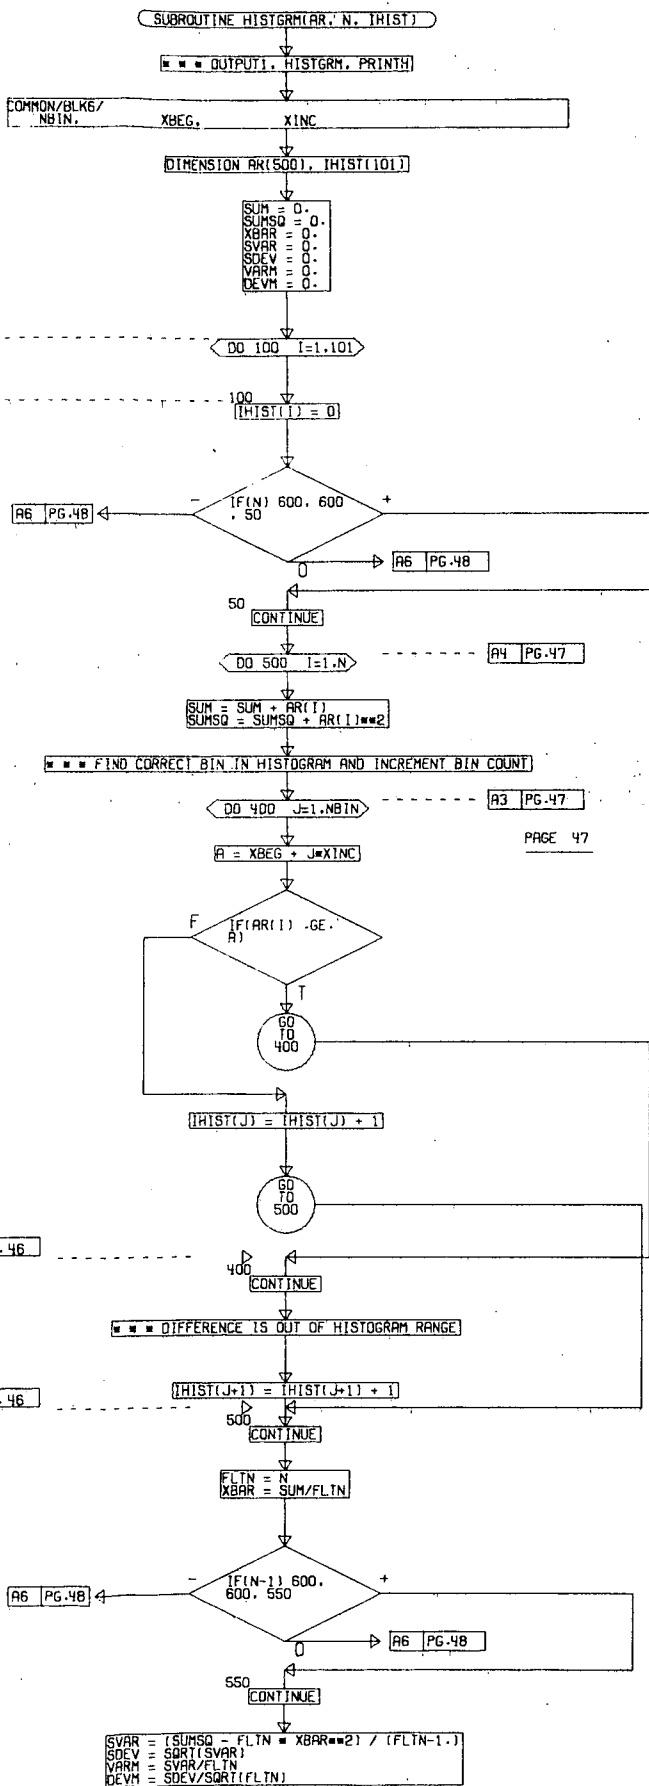 SUBROUTINE HISTGRM(AR, N, IHIST)
* * * OUTPUT1, HISTGRM, PRINTH
COMMON/BLK6/
NBIN, XBEG, XINC
DIMENSION AR(500), IHIST(101)
SUM = 0.
SUMSQ = 0.
XBAR = 0.
SVAR = 0.
SDEV = 0.
VARM = 0.
DEVM = 0.
DO 100 I=1,101
100
IHIST(I) = 0
- +
IF(N) 600, 600
, 50
A6 PG.48
0
A6 PG.48
50
CONTINUE
DO 500 I=1,N
A4 PG.47
SUM = SUM + AR(I)
SUMSQ = SUMSQ + AR(I)**2
* * * FIND CORRECT BIN IN HISTOGRAM AND INCREMENT BIN COUNT
DO 400 J=1,NBIN
A3 PG.47
PAGE 47
A = XBEG + J*XINC
F
IF(AR(I) .GE.
A)
T
GO
TO
400
IHIST(J) = IHIST(J) + 1
GO
TO
500
.46
400
CONTINUE
* * * DIFFERENCE IS OUT OF HISTOGRAM RANGE
IHIST(J+1) = IHIST(J+1) + 1
.46
500
CONTINUE
FLTN = N
XBAR = SUM/FLTN
- +
IF(N-1) 600,
600, 550
A6 PG.48
0
A6 PG.48
550
CONTINUE
SVAR = (SUMSQ - FLTN * XBAR**2) / (FLTN-1.)
SDEV = SQRT(SVAR)
VARM = SVAR/FLTN
DEVM = SDEV/SQRT(FLTN)